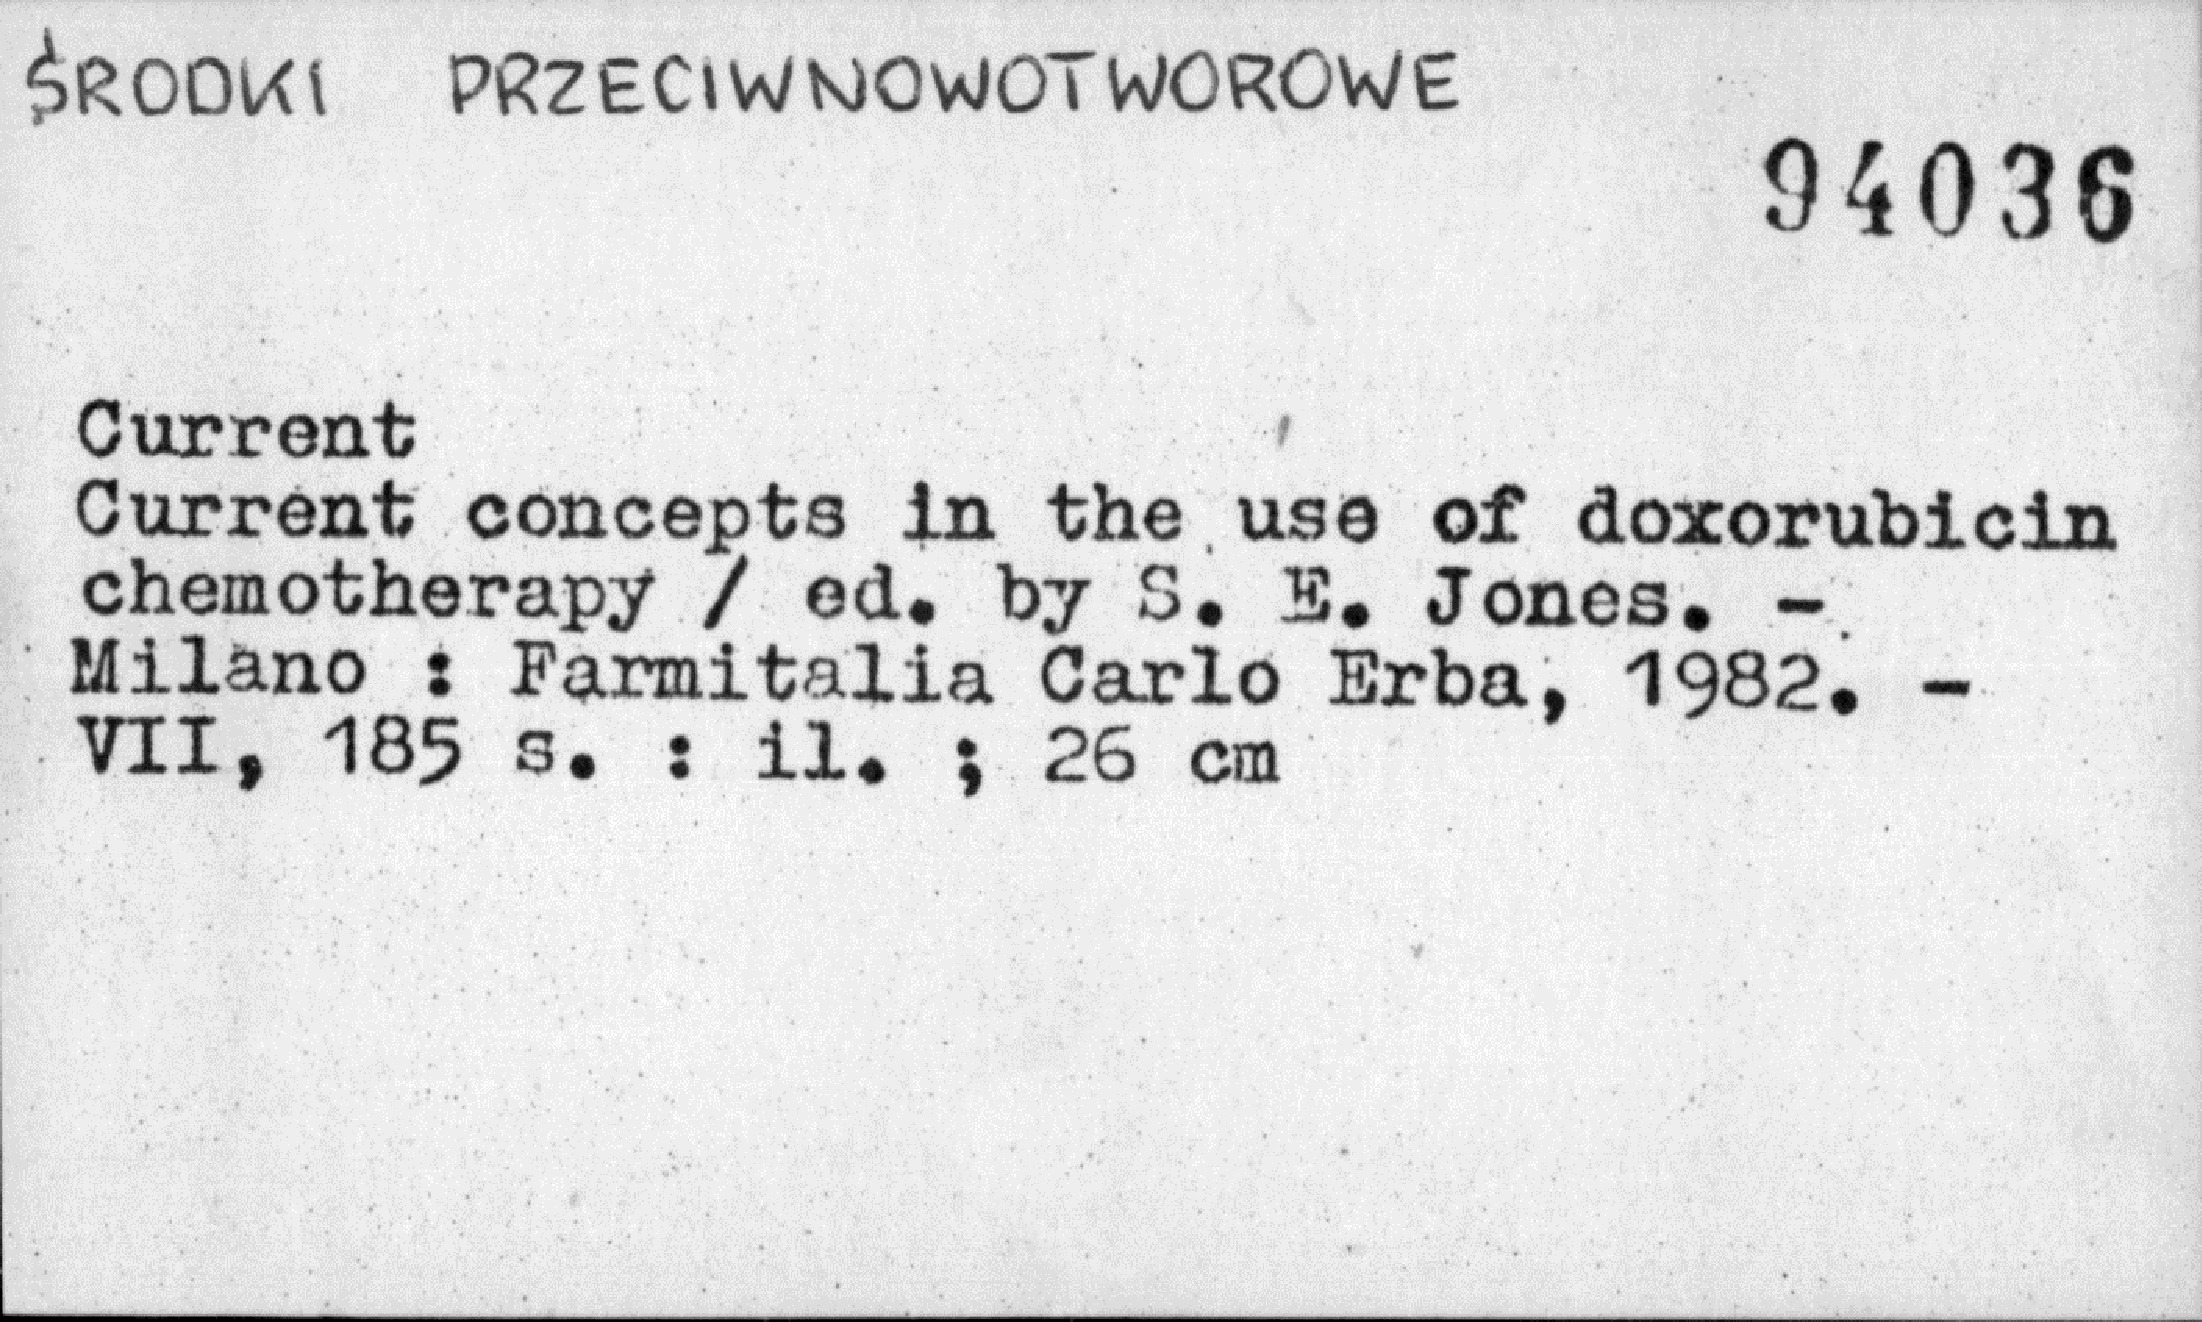 ŚRODKI PRZECIWNOWOTWOROWE
94036
Current
Current concepts in the use of doxorubicin
chemotherapy / ed. by S. E. Jones. -
Milano : Farmitalia Carlo Erba, 1982. -
VII, 185 s. : il. ; 26 cm